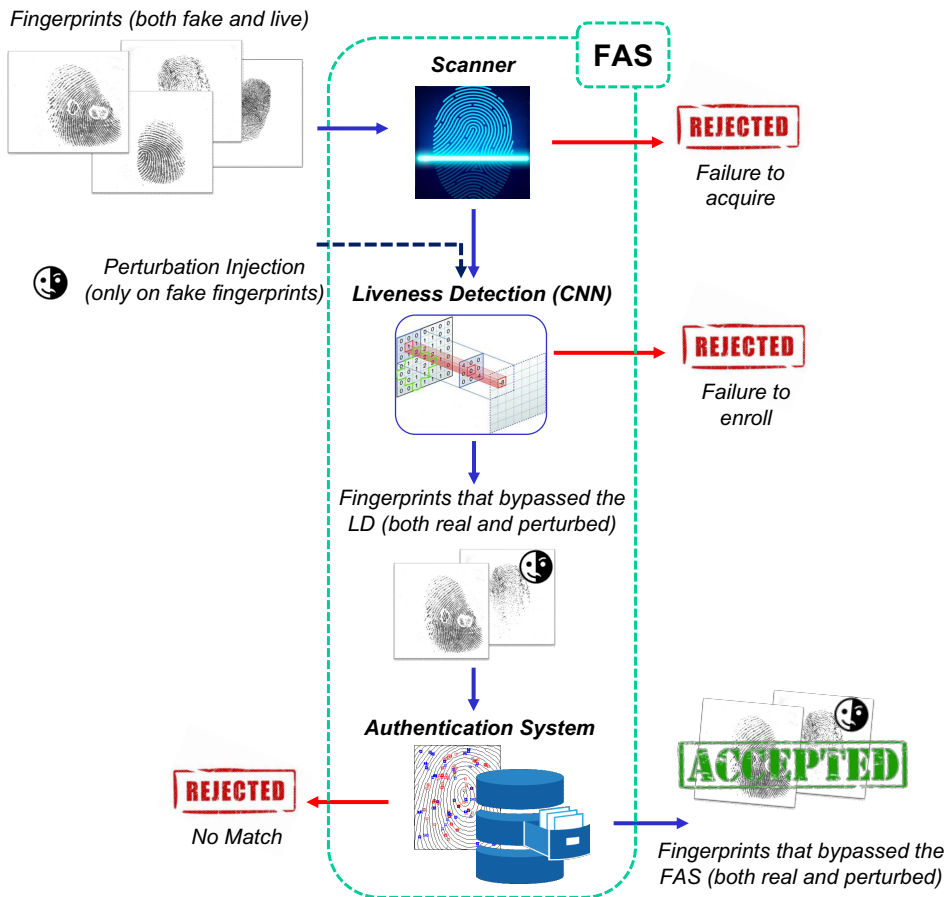 Fingerprints (both fake and live)
FAS
Scanner
REJECTED
Failure to
acquire
Perturbation Injection
(only on fake fingerprints)
Liveness Detection (CNN)
REJECTED
Failure to
enroll
Fingerprints that bypassed the
LD (both real and perturbed)
Authentication System
REJECTED
No Match
ACCEPTED
Fingerprints that bypassed the
FAS (both real and perturbed)